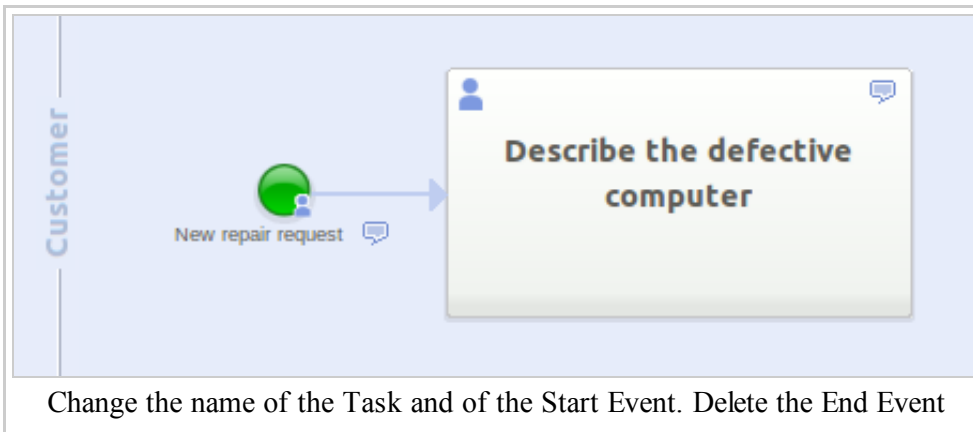 Customer
Describe the defective
computer
New repair request
Change the name of the Task and of the Start Event. Delete the End Event